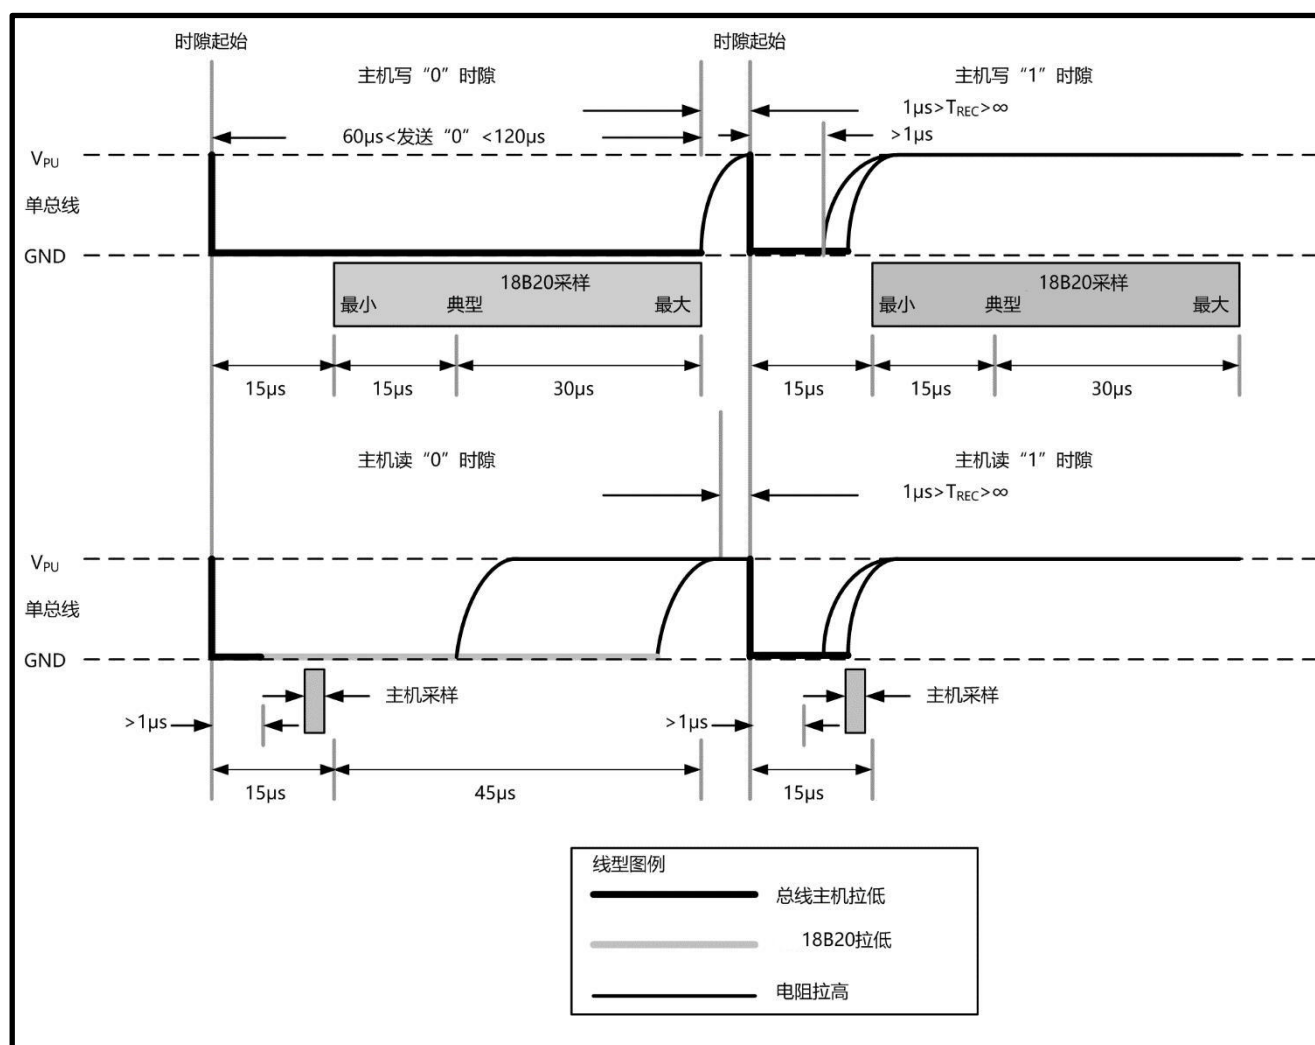 时隙起始
时隙起始
主机写“0”时隙
主机写“1”时隙
1μs>TREC>∞
60μs<发送“0”<120μs
>1μs
VPU
单总线
GND
18B20采样
最小 典型 最大
18B20采样
最小 典型 最大
15μs 15μs 30μs
15μs 15μs 30μs
主机读“0”时隙
主机读“1”时隙
1μs>TREC>∞
VPU
单总线
GND
主机采样
主机采样
>1μs
>1μs
15μs 45μs
15μs
线型图例
总线主机拉低
18B20拉低
电阻拉高